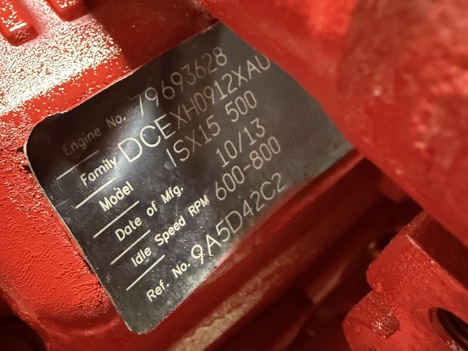 Engine No. 79693628
Family DCEXH0912XAU
Model ISX15 500
Date of Mfg. 10/13
Idle Speed RPM 600-800
Ref. No. 9A5D42C2